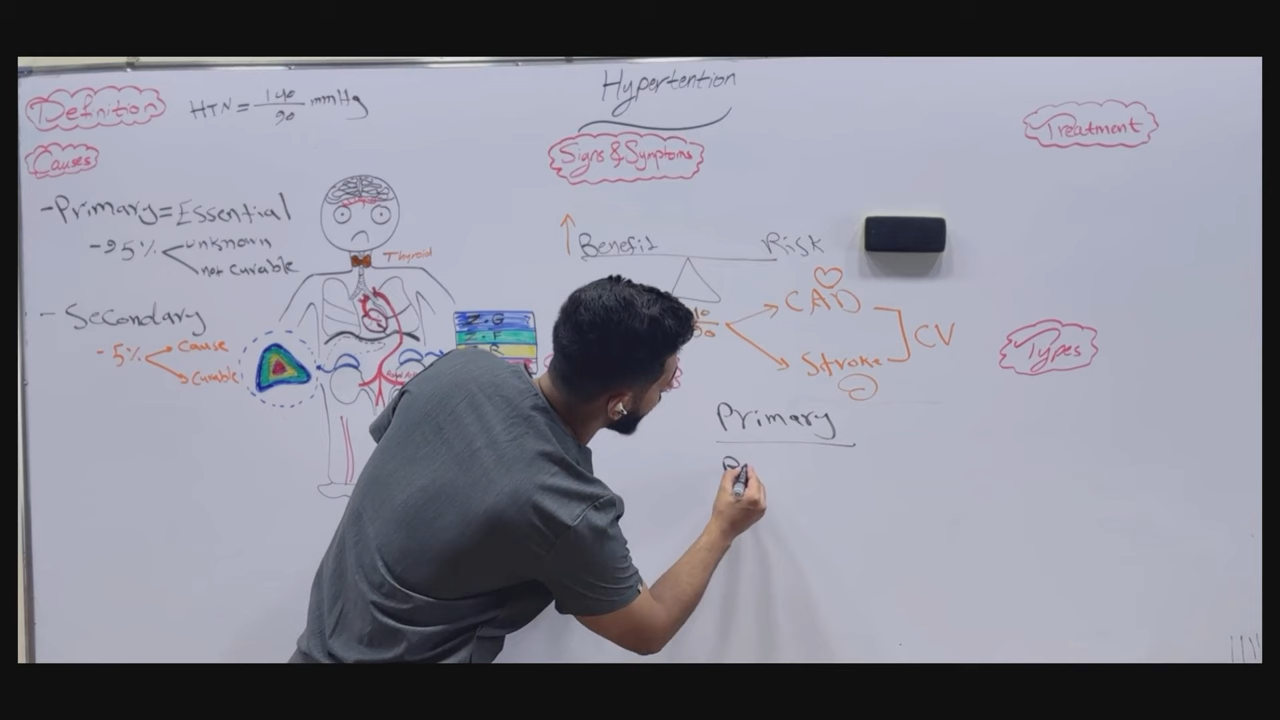 Hypertention
Definition
HTN = 140/90 mmHg
Causes
- Primary = Essential
- 95% unknown
not curable
- Secondary
- 5% Cause
Curable
Thyroid
Z.G
Z.F
Signs & Symptoms
↑ Benefit Risk
CAD
Stroke
CV
Primary
Treatment
Types